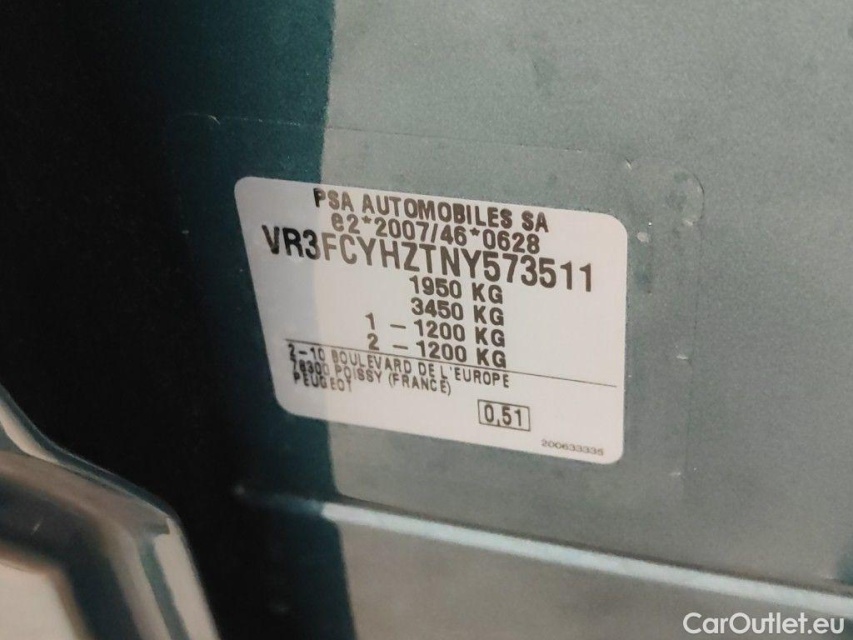 PSA AUTOMOBILES SA
e2*2007/46*0628
VR3FCYHZTNY573511
1950 KG
3450 KG
1 - 1200 KG
2 - 1200 KG
2-10 BOULEVARD DE L'EUROPE
78300 POISSY (FRANCE)
PEUGEOT
0,51
200633335
CarOutlet.eu